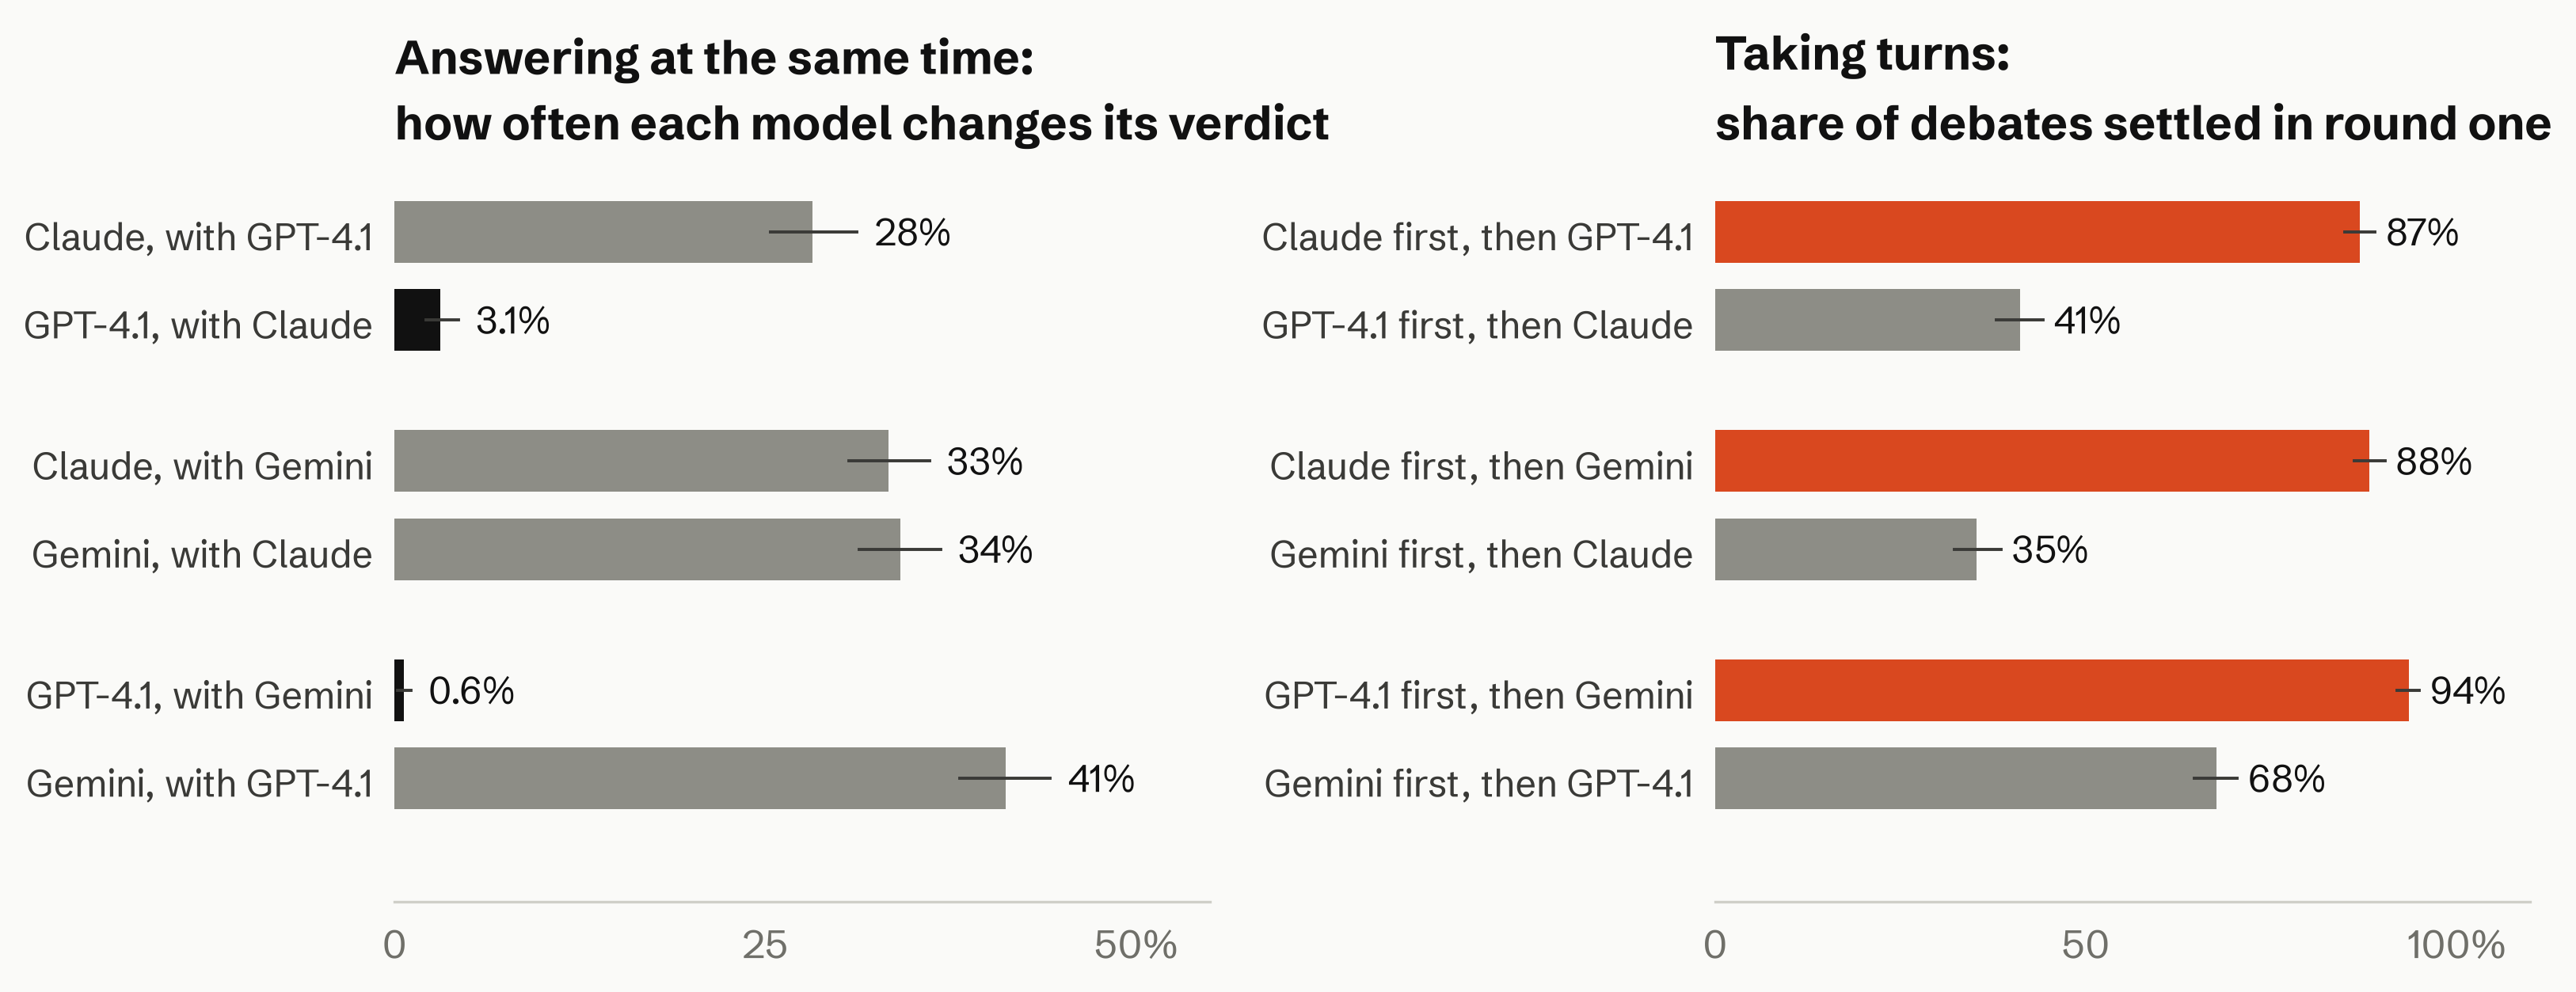 Answering at the same time:
how often each model changes its verdict
Claude, with GPT-4.1 28%
GPT-4.1, with Claude 3.1%
Claude, with Gemini 33%
Gemini, with Claude 34%
GPT-4.1, with Gemini 0.6%
Gemini, with GPT-4.1 41%
0 25 50%
Taking turns:
share of debates settled in round one
Claude first, then GPT-4.1 87%
GPT-4.1 first, then Claude 41%
Claude first, then Gemini 88%
Gemini first, then Claude 35%
GPT-4.1 first, then Gemini 94%
Gemini first, then GPT-4.1 68%
0 50 100%